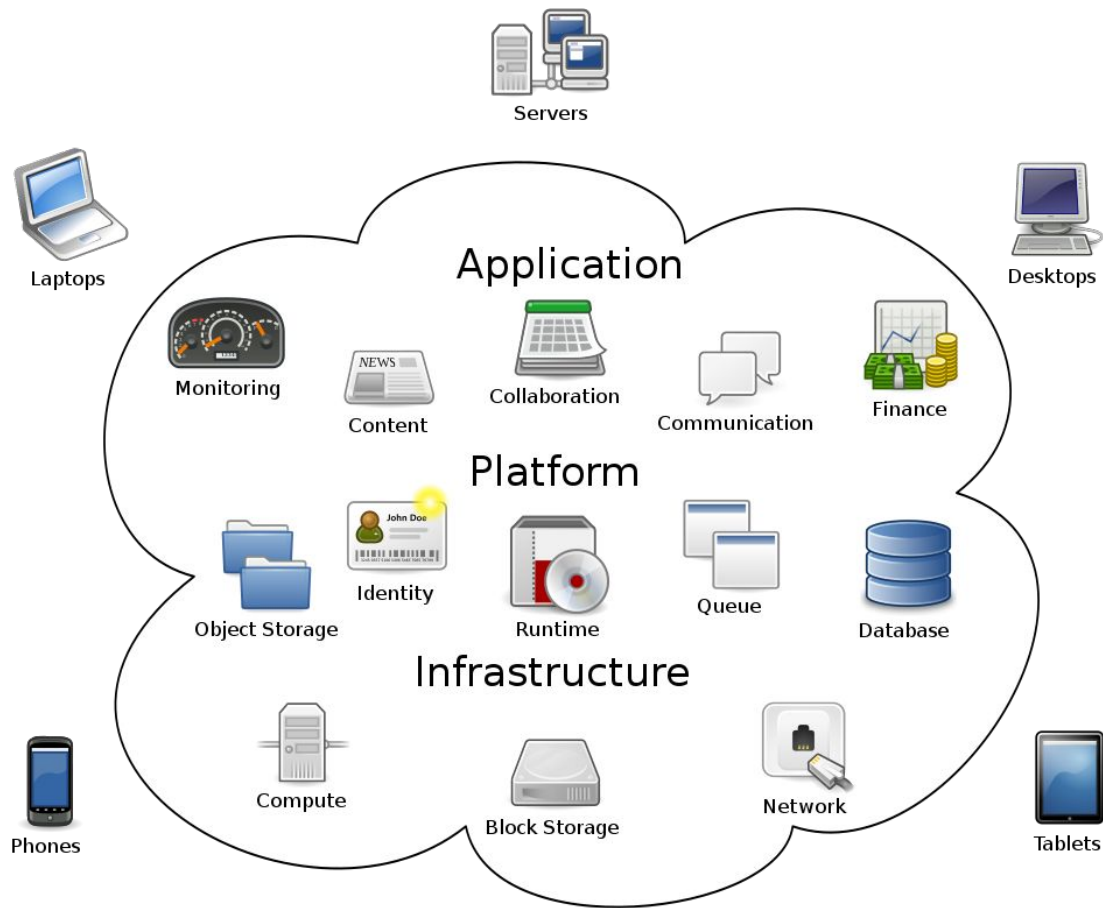 Servers
Laptops
Desktops
Application
Monitoring
NEWS
Content
Collaboration
Communication
Finance
Platform
Object Storage
John Doe
Identity
Runtime
Queue
Database
Infrastructure
Compute
Block Storage
Network
Phones
Tablets